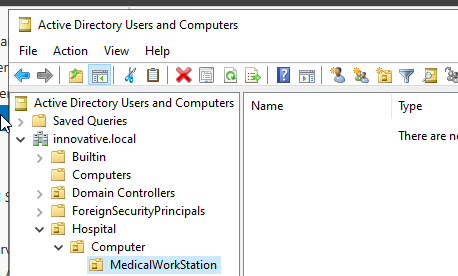 Active Directory Users and Computers
File Action View Help
Name Type
Active Directory Users and Computers
There are no
Saved Queries
innovative.local
Builtin
Computers
Domain Controllers
ForeignSecurityPrincipals
Hospital
Computer
MedicalWorkStation